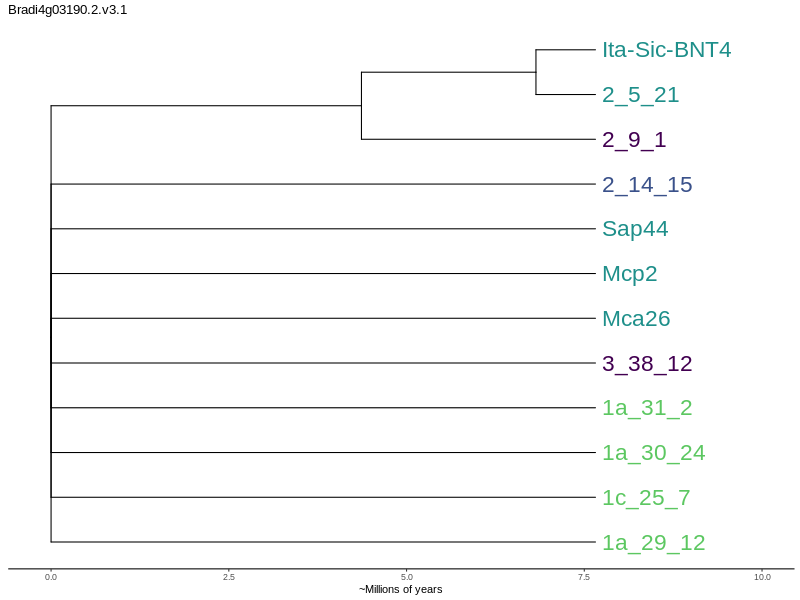 Bradi4g03190.2.v3.1
Ita-Sic-BNT4
2_5_21
2_9_1
2_14_15
Sap44
Mcp2
Mca26
3_38_12
1a_31_2
1a_30_24
1c_25_7
1a_29_12
0.0 2.5 5.0 7.5 10.0
~Millions of years